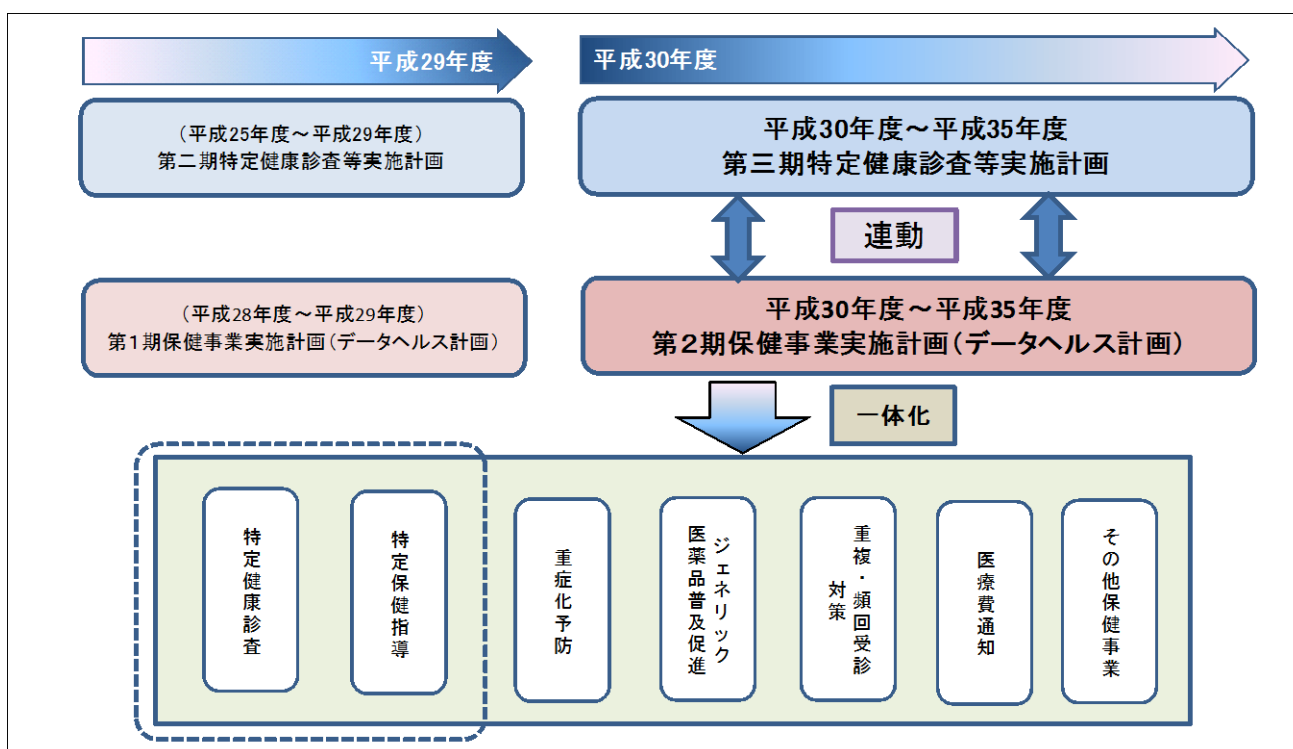 平成29年度
平成30年度
（平成25年度～平成29年度）
第二期特定健康診査等実施計画
平成30年度～平成35年度
第三期特定健康診査等実施計画
連動
（平成28年度～平成29年度）
第1期保健事業実施計画（データヘルス計画）
平成30年度～平成35年度
第2期保健事業実施計画（データヘルス計画）
一体化
特定健康診査
特定保健指導
重症化予防
ジェネリック
医薬品普及促進
重複・頻回受診
対策
医療費通知
その他保健事業